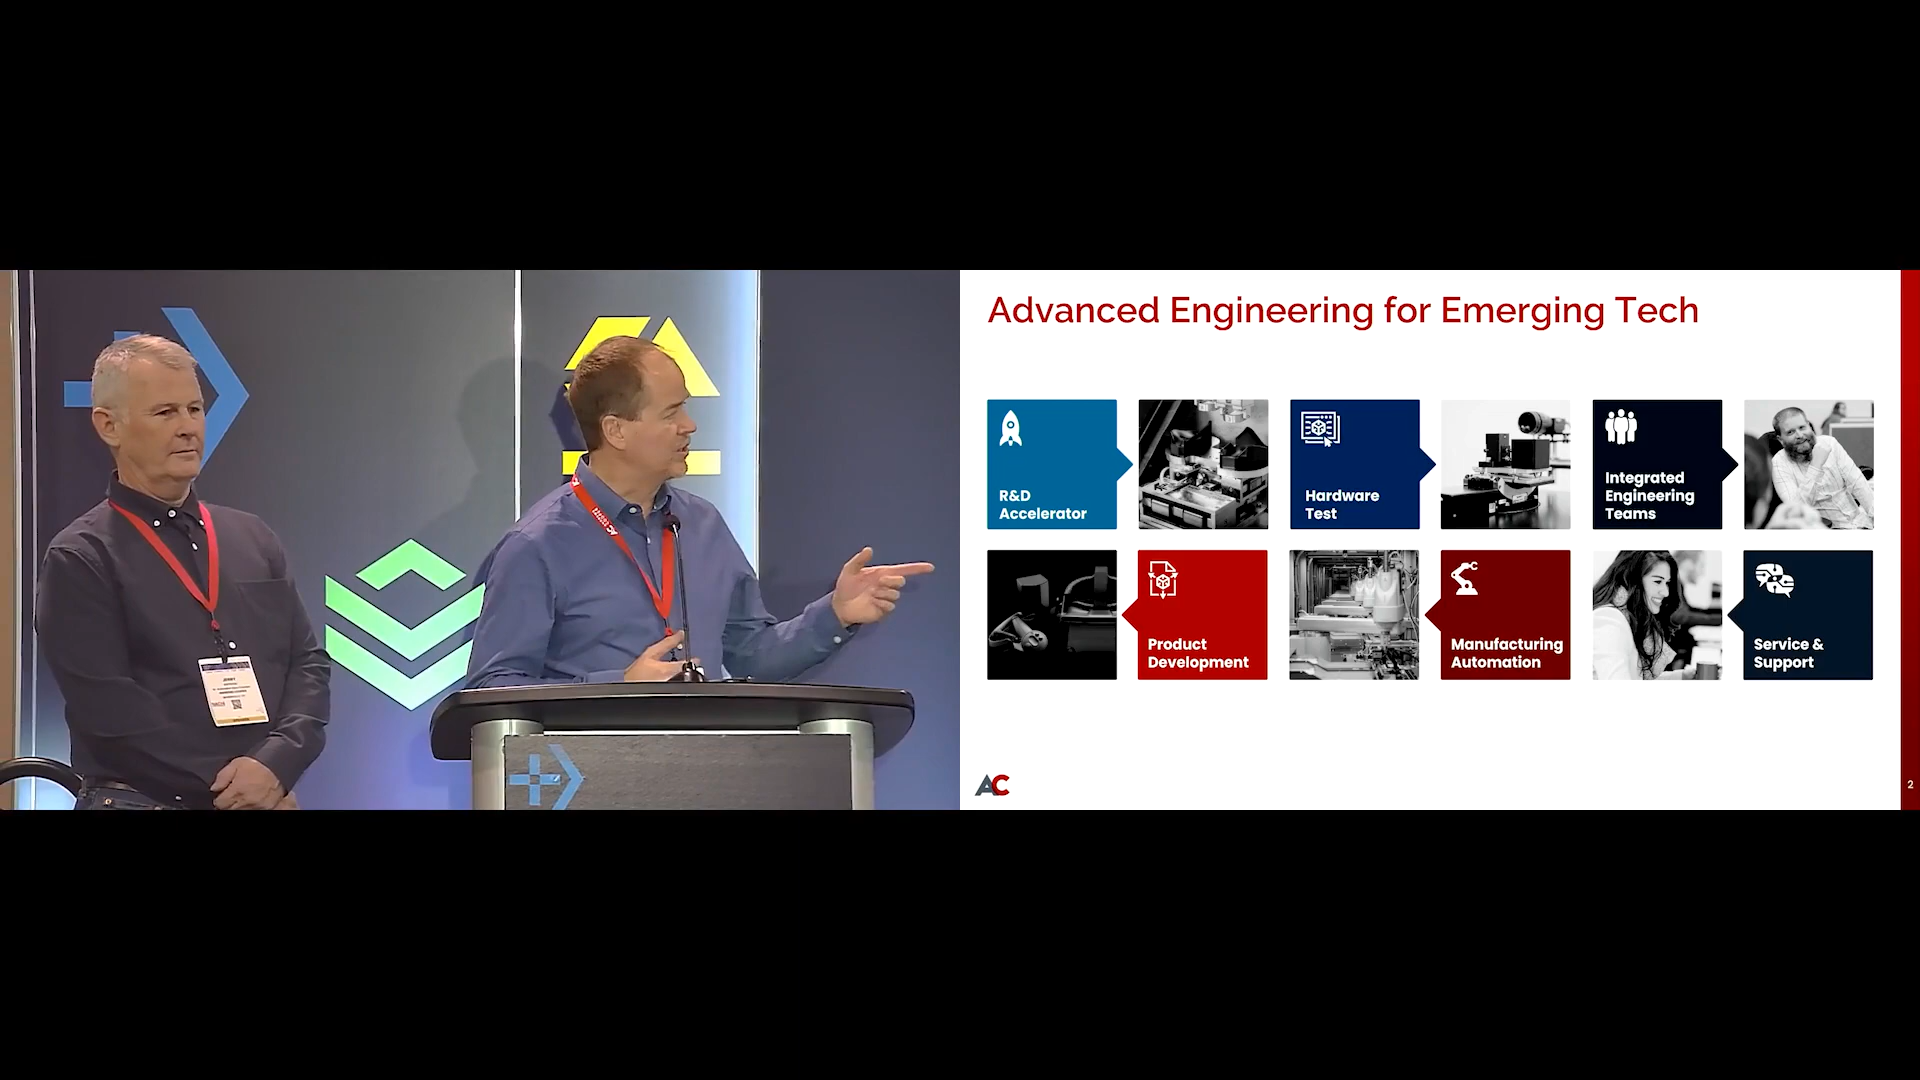 JERRY
Advanced Engineering for Emerging Tech
R&D
Accelerator
Hardware
Test
Integrated
Engineering
Teams
Product
Development
Manufacturing
Automation
Service &
Support
AC
2